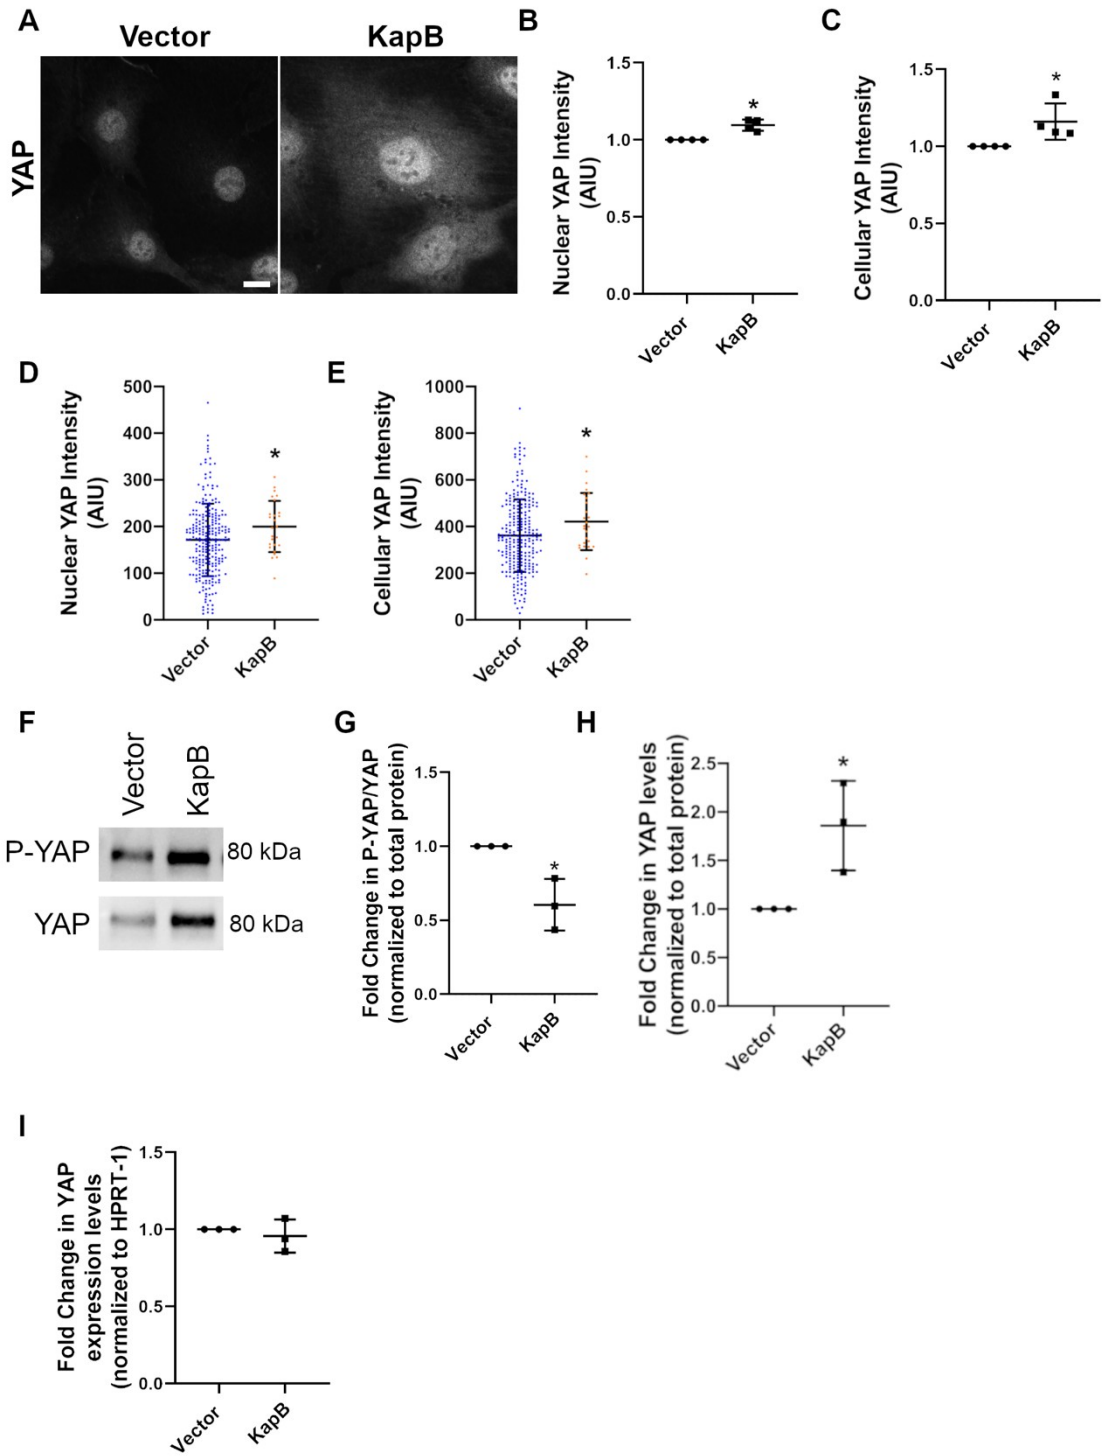 A
Vector
KapB
YAP
B
Nuclear YAP Intensity
(AIU)
1.5
1.0
0.5
0.0
*
Vector
KapB
C
Cellular YAP Intensity
(AIU)
1.5
1.0
0.5
0.0
*
Vector
KapB
D
Nuclear YAP Intensity
(AIU)
500
400
300
200
100
0
*
Vector
KapB
E
Cellular YAP Intensity
(AIU)
1000
800
600
400
200
0
*
Vector
KapB
F
Vector
KapB
P-YAP
80 kDa
YAP
80 kDa
G
Fold Change in P-YAP/YAP
(normalized to total protein)
1.5
1.0
0.5
0.0
*
Vector
KapB
H
Fold Change in YAP levels
(normalized to total protein)
2.5
2.0
1.5
1.0
0.5
0.0
*
Vector
KapB
I
Fold Change in YAP
expression levels
(normalized to HPRT-1)
1.5
1.0
0.5
0.0
Vector
KapB